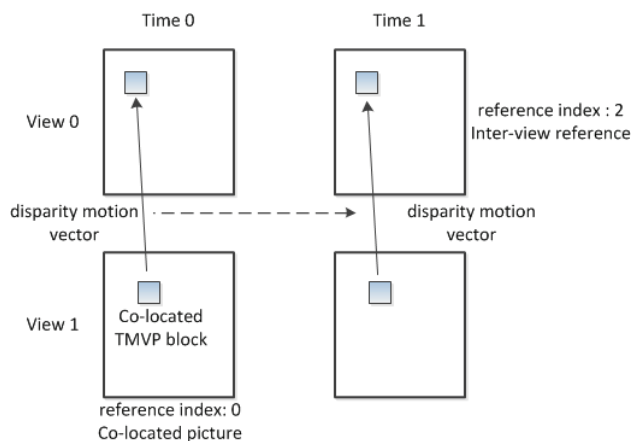 Time 0
Time 1
View 0
reference index : 2
Inter-view reference
disparity motion
vector
disparity motion
vector
View 1
Co-located
TMVP block
reference index: 0
Co-located picture